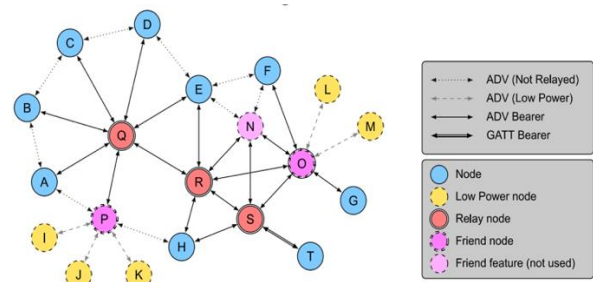 D
C
E
F
L
B
N
M
Q
O
A
R
G
P
S
I
H
T
J
K
ADV (Not Relayed)
ADV (Low Power)
ADV Bearer
GATT Bearer
Node
Low Power node
Relay node
Friend node
Friend feature (not used)